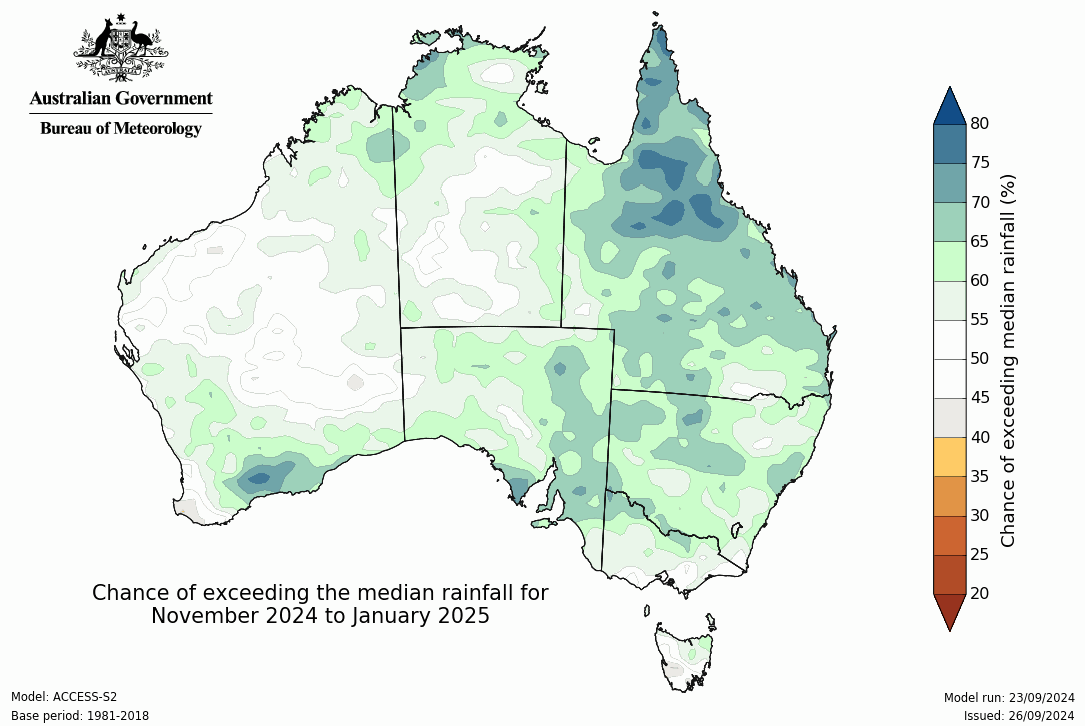 Australian Government
Bureau of Meteorology
80
75
70
65
60
55
50
45
40
35
30
25
20
Chance of exceeding median rainfall (%)
Chance of exceeding the median rainfall for
November 2024 to January 2025
Model: ACCESS-S2
Base period: 1981-2018
Model run: 23/09/2024
Issued: 26/09/2024